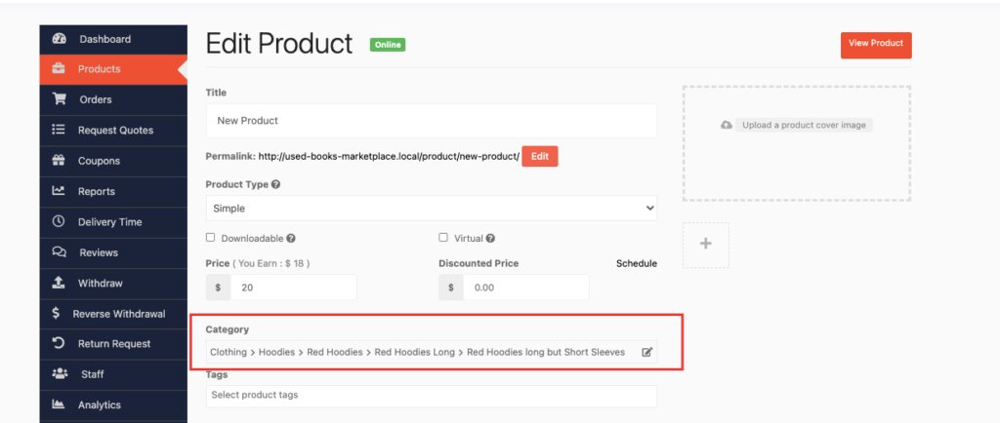 Dashboard
Products
Orders
Request Quotes
Coupons
Reports
Delivery Time
Reviews
Withdraw
Reverse Withdrawal
Return Request
Staff
Analytics
Edit Product Online
View Product
Title
New Product
Permalink: http://used-books-marketplace.local/product/new-product/ Edit
Product Type
Simple
Downloadable Virtual
Price ( You Earn : $ 18 ) Discounted Price Schedule
$ 20 $ 0.00
Category
Clothing > Hoodies > Red Hoodies > Red Hoodies Long > Red Hoodies long but Short Sleeves
Tags
Select product tags
Upload a product cover image
+